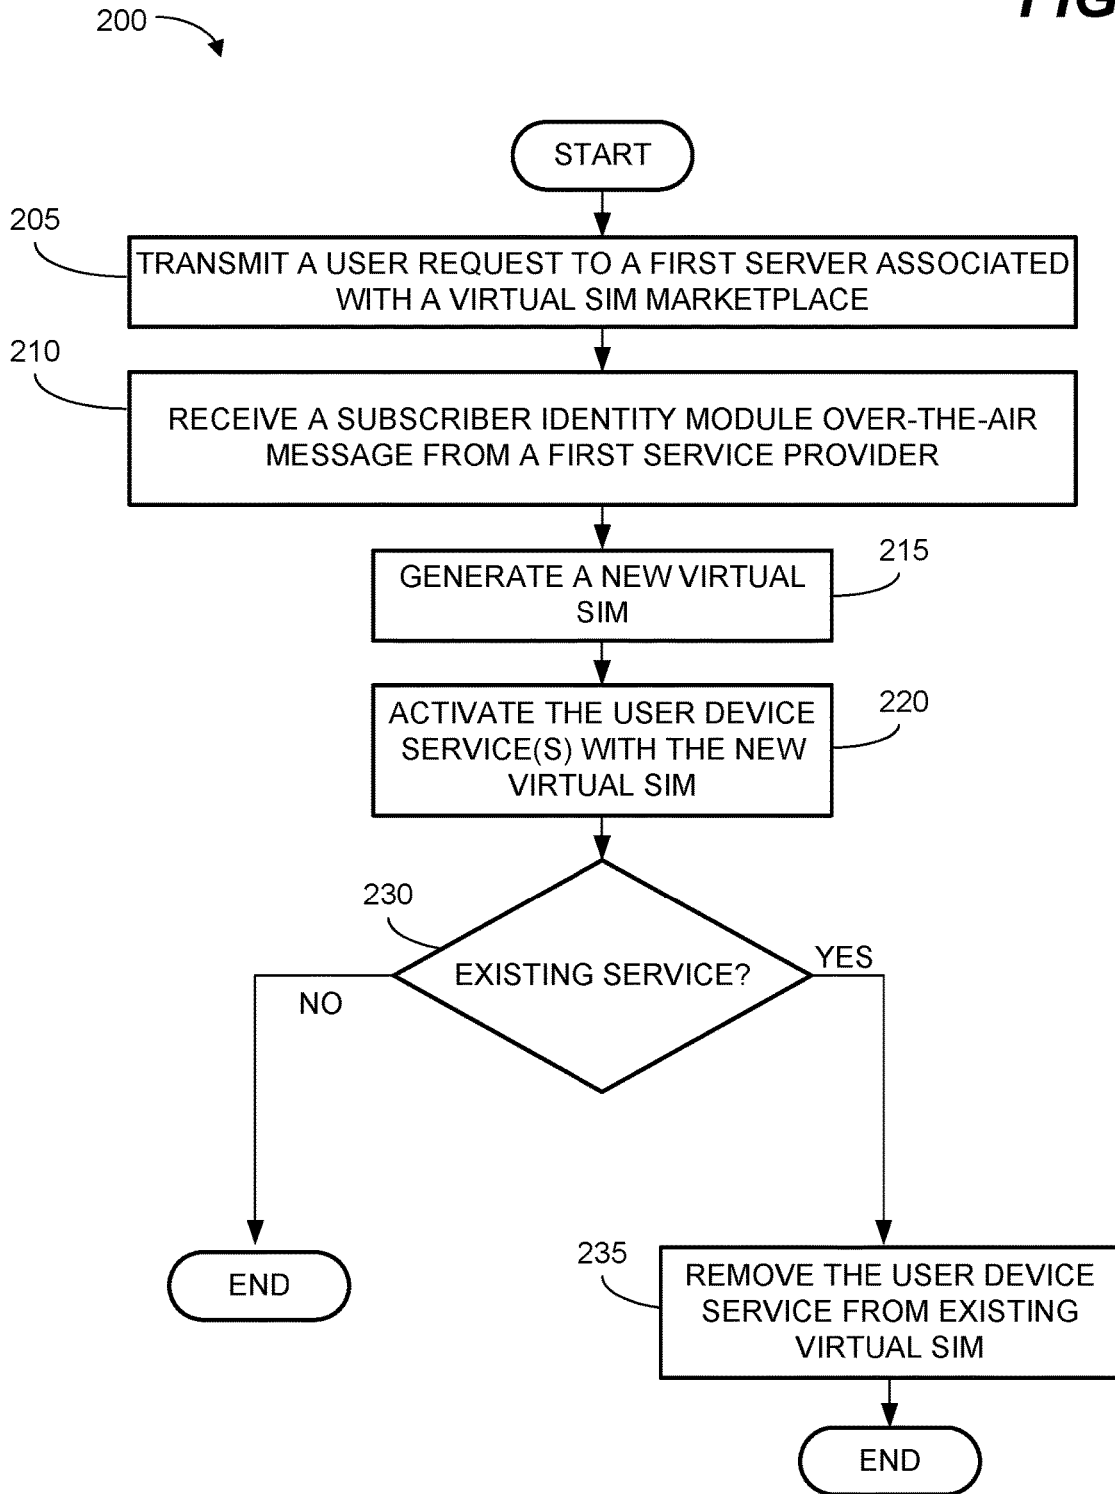 FIG
200
START
205
TRANSMIT A USER REQUEST TO A FIRST SERVER ASSOCIATED
WITH A VIRTUAL SIM MARKETPLACE
210
RECEIVE A SUBSCRIBER IDENTITY MODULE OVER-THE-AIR
MESSAGE FROM A FIRST SERVICE PROVIDER
215
GENERATE A NEW VIRTUAL
SIM
220
ACTIVATE THE USER DEVICE
SERVICE(S) WITH THE NEW
VIRTUAL SIM
230
EXISTING SERVICE?
YES
NO
END
235
REMOVE THE USER DEVICE
SERVICE FROM EXISTING
VIRTUAL SIM
END